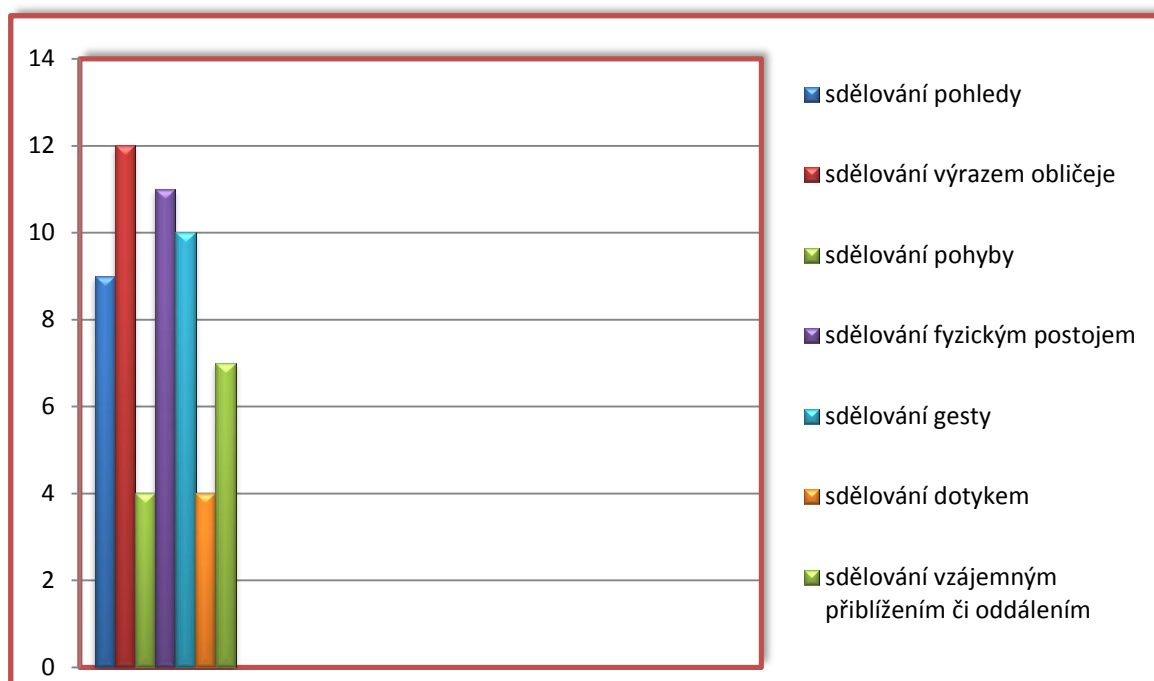 14
12
10
8
6
4
2
0
sdělování pohledy
sdělování výrazem obličeje
sdělování pohyby
sdělování fyzickým postojem
sdělování gesty
sdělování dotykem
sdělování vzájemným
přiblížením či oddálením